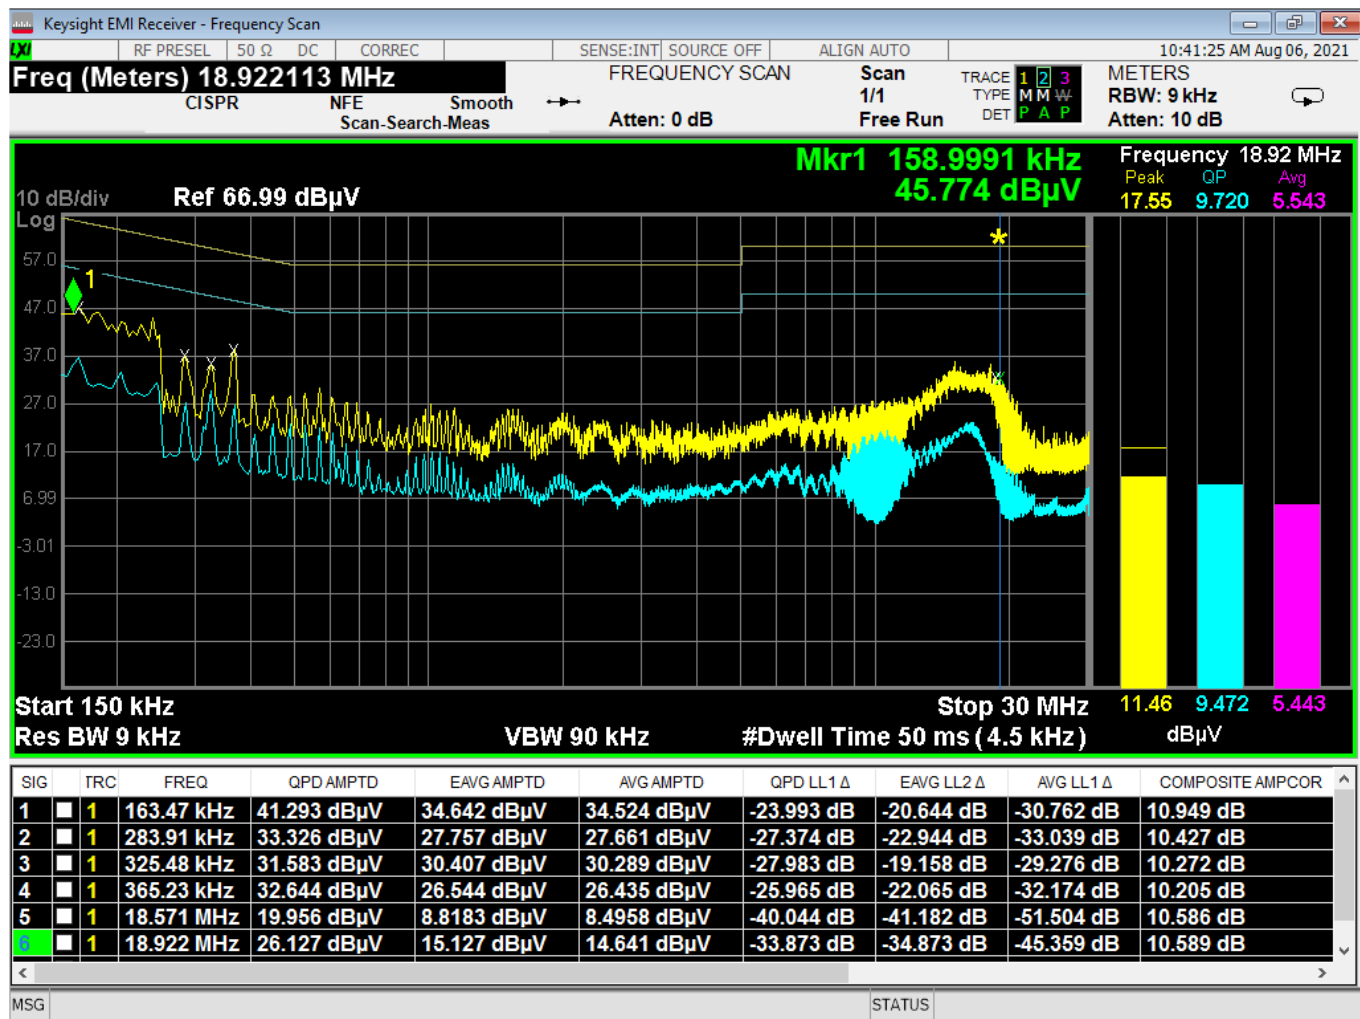 Keysight EMI Receiver - Frequency Scan
LXI RF PRESEL 50 Ω DC CORREC SENSE:INT SOURCE OFF ALIGN AUTO 10:41:25 AM Aug 06, 2021
Freq (Meters) 18.922113 MHz
CISPR NFE Smooth
Scan-Search-Meas
FREQUENCY SCAN
Atten: 0 dB
Scan
1/1
Free Run
TRACE 1 2 3
TYPE M M W
DET P A P
METERS
RBW: 9 kHz
Atten: 10 dB
Mkr1 158.9991 kHz
45.774 dBµV
10 dB/div Ref 66.99 dBµV
Log
57.0
47.0
37.0
27.0
17.0
6.99
-3.01
-13.0
-23.0
1
Frequency 18.92 MHz
Peak QP Avg
17.55 9.720 5.543
11.46 9.472 5.443
dBµV
Start 150 kHz Stop 30 MHz
Res BW 9 kHz VBW 90 kHz #Dwell Time 50 ms (4.5 kHz)
SIG TRC FREQ QPD AMPTD EAVG AMPTD AVG AMPTD QPD LL1 Δ EAVG LL2 Δ AVG LL1 Δ COMPOSITE AMPCOR
1 1 163.47 kHz 41.293 dBµV 34.642 dBµV 34.524 dBµV -23.993 dB -20.644 dB -30.762 dB 10.949 dB
2 1 283.91 kHz 33.326 dBµV 27.757 dBµV 27.661 dBµV -27.374 dB -22.944 dB -33.039 dB 10.427 dB
3 1 325.48 kHz 31.583 dBµV 30.407 dBµV 30.289 dBµV -27.983 dB -19.158 dB -29.276 dB 10.272 dB
4 1 365.23 kHz 32.644 dBµV 26.544 dBµV 26.435 dBµV -25.965 dB -22.065 dB -32.174 dB 10.205 dB
5 1 18.571 MHz 19.956 dBµV 8.8183 dBµV 8.4958 dBµV -40.044 dB -41.182 dB -51.504 dB 10.586 dB
6 1 18.922 MHz 26.127 dBµV 15.127 dBµV 14.641 dBµV -33.873 dB -34.873 dB -45.359 dB 10.589 dB
MSG STATUS